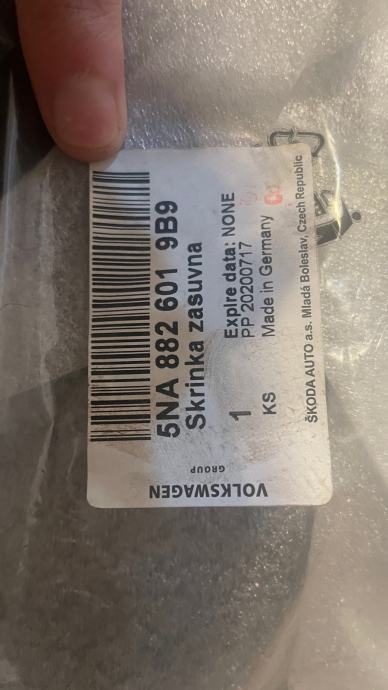 5NA 882 601 9B9
Skrinka zasuvna
1
Expire data: NONE
PP 20200717
KS
Made in Germany
ŠKODA AUTO a.s. Mladá Boleslav, Czech Republic
VOLKSWAGEN
GROUP